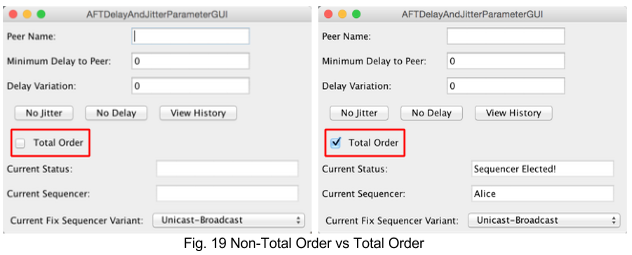 AFTDelayAndJitterParameterGUI
Peer Name:
Minimum Delay to Peer: 0
Delay Variation: 0
No Jitter No Delay View History
Total Order
Current Status:
Current Sequencer:
Current Fix Sequencer Variant: Unicast-Broadcast
AFTDelayAndJitterParameterGUI
Peer Name:
Minimum Delay to Peer: 0
Delay Variation: 0
No Jitter No Delay View History
Total Order
Current Status: Sequencer Elected!
Current Sequencer: Alice
Current Fix Sequencer Variant: Unicast-Broadcast
Fig. 19 Non-Total Order vs Total Order